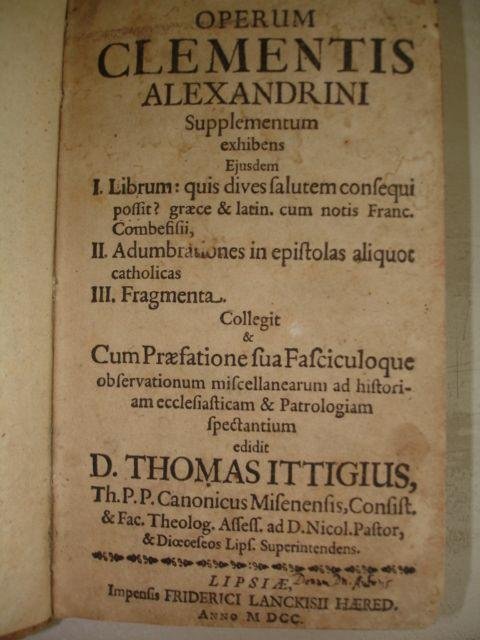 OPERUM
CLEMENTIS
ALEXANDRINI
Supplementum
exhibens
Ejusdem
I. Librum: quis dives ſalutem conſequi
poſſit? græce & latin. cum notis Franc.
Combefiſii,
II. Adumbrationes in epiſtolas aliquot
catholicas
III. Fragmenta.
Collegit
&
Cum Præfatione ſua Faſciculoque
obſervationum miſcellanearum ad hiſtori-
am eccleſiaſticam & Patrologiam
ſpectantium
edidit
D. THOMAS ITTIGIUS,
Th. P. P. Canonicus Miſenenſis, Conſiſt.
& Fac. Theolog. Aſſeſſ. ad D. Nicol. Paſtor,
& Diœceſeos Lipſ. Superintendens.
LIPSIÆ,
Impenſis FRIDERICI LANCKISII HÆRED.
ANNO M DCC.